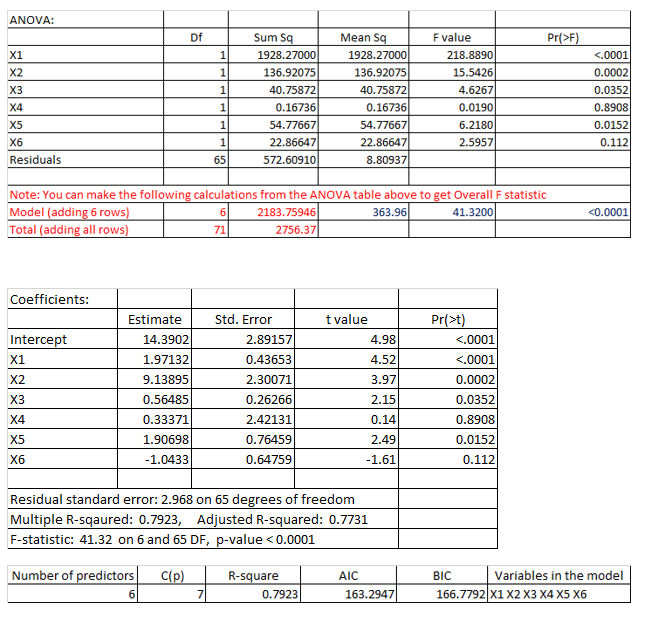 ANOVA:
Df Sum Sq Mean Sq F value Pr(>F)
X1 1 1928.27000 1928.27000 218.8890 <.0001
X2 1 136.92075 136.92075 15.5426 0.0002
X3 1 40.75872 40.75872 4.6267 0.0352
X4 1 0.16736 0.16736 0.0190 0.8908
X5 1 54.77667 54.77667 6.2180 0.0152
X6 1 22.86647 22.86647 2.5957 0.112
Residuals 65 572.60910 8.80937
Note: You can make the following calculations from the ANOVA table above to get Overall F statistic
Model (adding 6 rows) 6 2183.75946 363.96 41.3200 <0.0001
Total (adding all rows) 71 2756.37
Coefficients:
Estimate Std. Error t value Pr(>t)
Intercept 14.3902 2.89157 4.98 <.0001
X1 1.97132 0.43653 4.52 <.0001
X2 9.13895 2.30071 3.97 0.0002
X3 0.56485 0.26266 2.15 0.0352
X4 0.33371 2.42131 0.14 0.8908
X5 1.90698 0.76459 2.49 0.0152
X6 -1.0433 0.64759 -1.61 0.112
Residual standard error: 2.968 on 65 degrees of freedom
Multiple R-sqaured: 0.7923, Adjusted R-squared: 0.7731
F-statistic: 41.32 on 6 and 65 DF, p-value < 0.0001
Number of predictors C(p) R-square AIC BIC Variables in the model
6 7 0.7923 163.2947 166.7792 X1 X2 X3 X4 X5 X6